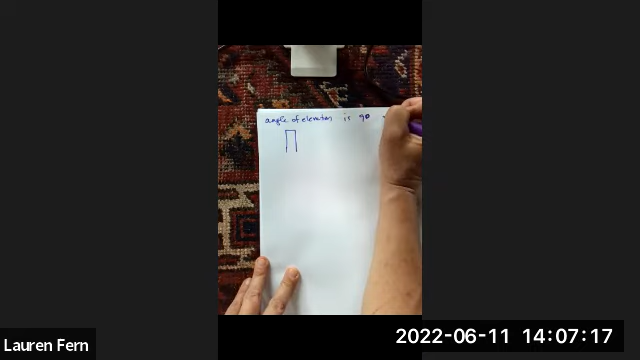 angle of elevation is 90
Lauren Fern
2022-06-11 14:07:17